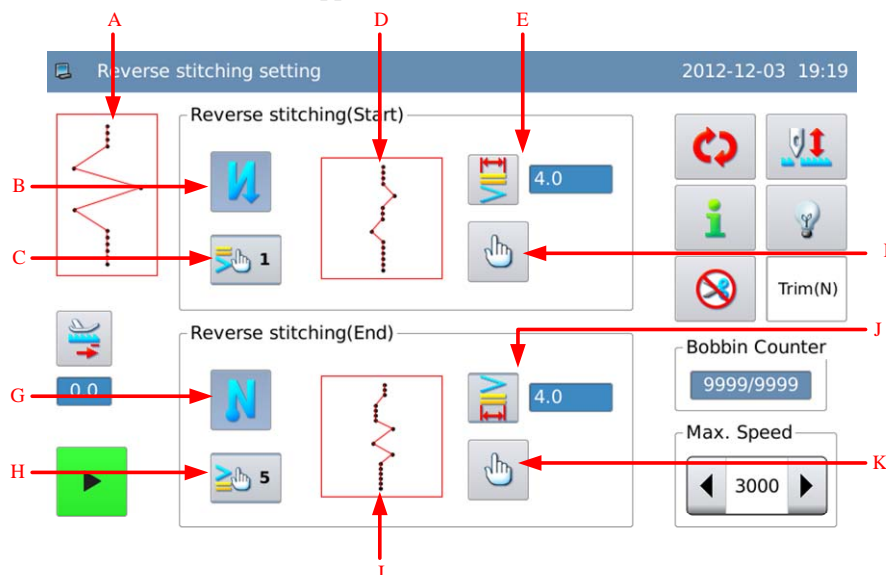 A
D
E
Reverse stitching setting
2012-12-03 19:19
Reverse stitching(Start)
B
4.0
C
1
Trim(N)
Reverse stitching(End)
J
Bobbin Counter
0.0
4.0
9999/9999
G
Max. Speed
H
5
K
3000